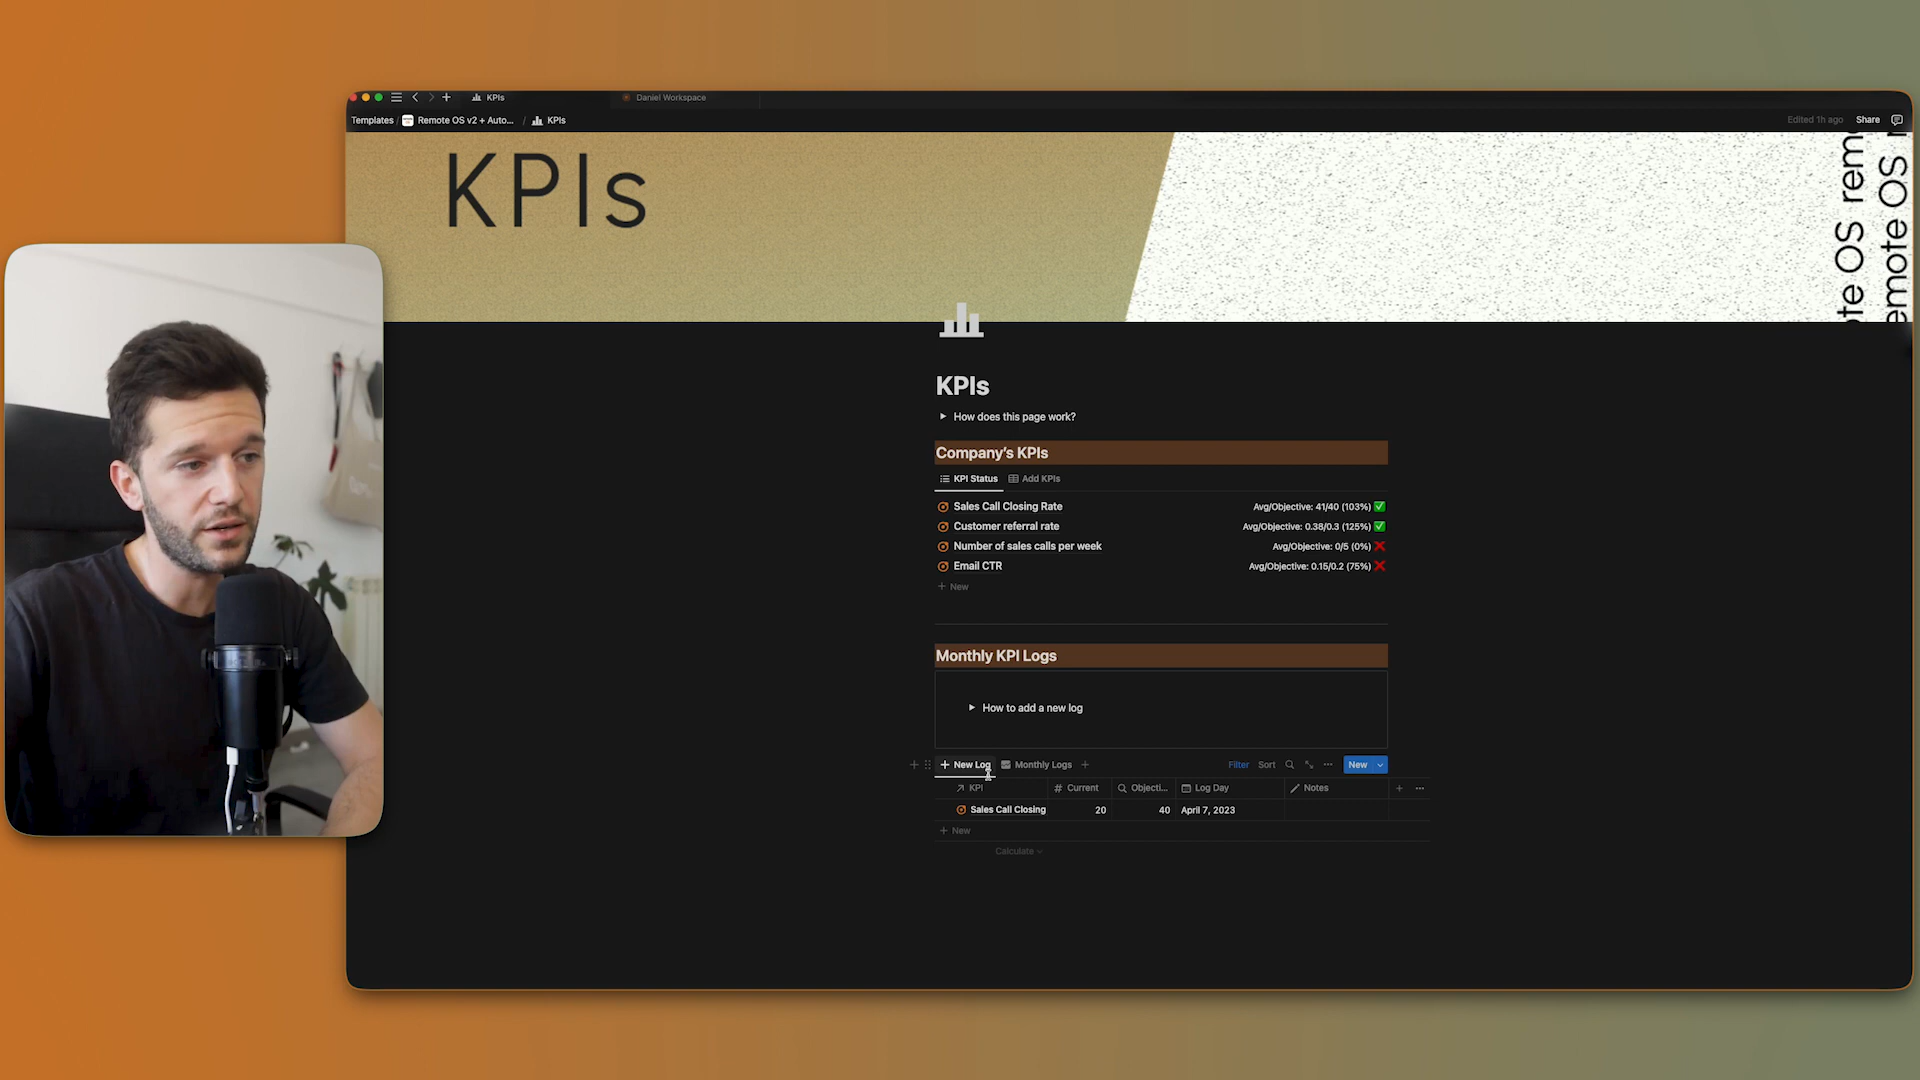 KPIs
Daniel Workspace
Templates / Remote OS v2 + Auto... / KPIs
Edited 1h ago
Share
KPIs
remote OS rem
remote OS r
KPIs
How does this page work?
Company's KPIs
KPI Status
Add KPIs
Sales Call Closing Rate
Avg/Objective: 41/40 (103%) ✅
Customer referral rate
Avg/Objective: 0.38/0.3 (125%) ✅
Number of sales calls per week
Avg/Objective: 0/5 (0%) ❌
Email CTR
Avg/Objective: 0.15/0.2 (75%) ❌
+ New
Monthly KPI Logs
How to add a new log
New Log
Monthly Logs
Filter
Sort
New
KPI
# Current
Objecti...
Log Day
Notes
Sales Call Closing
20
40
April 7, 2023
+ New
Calculate